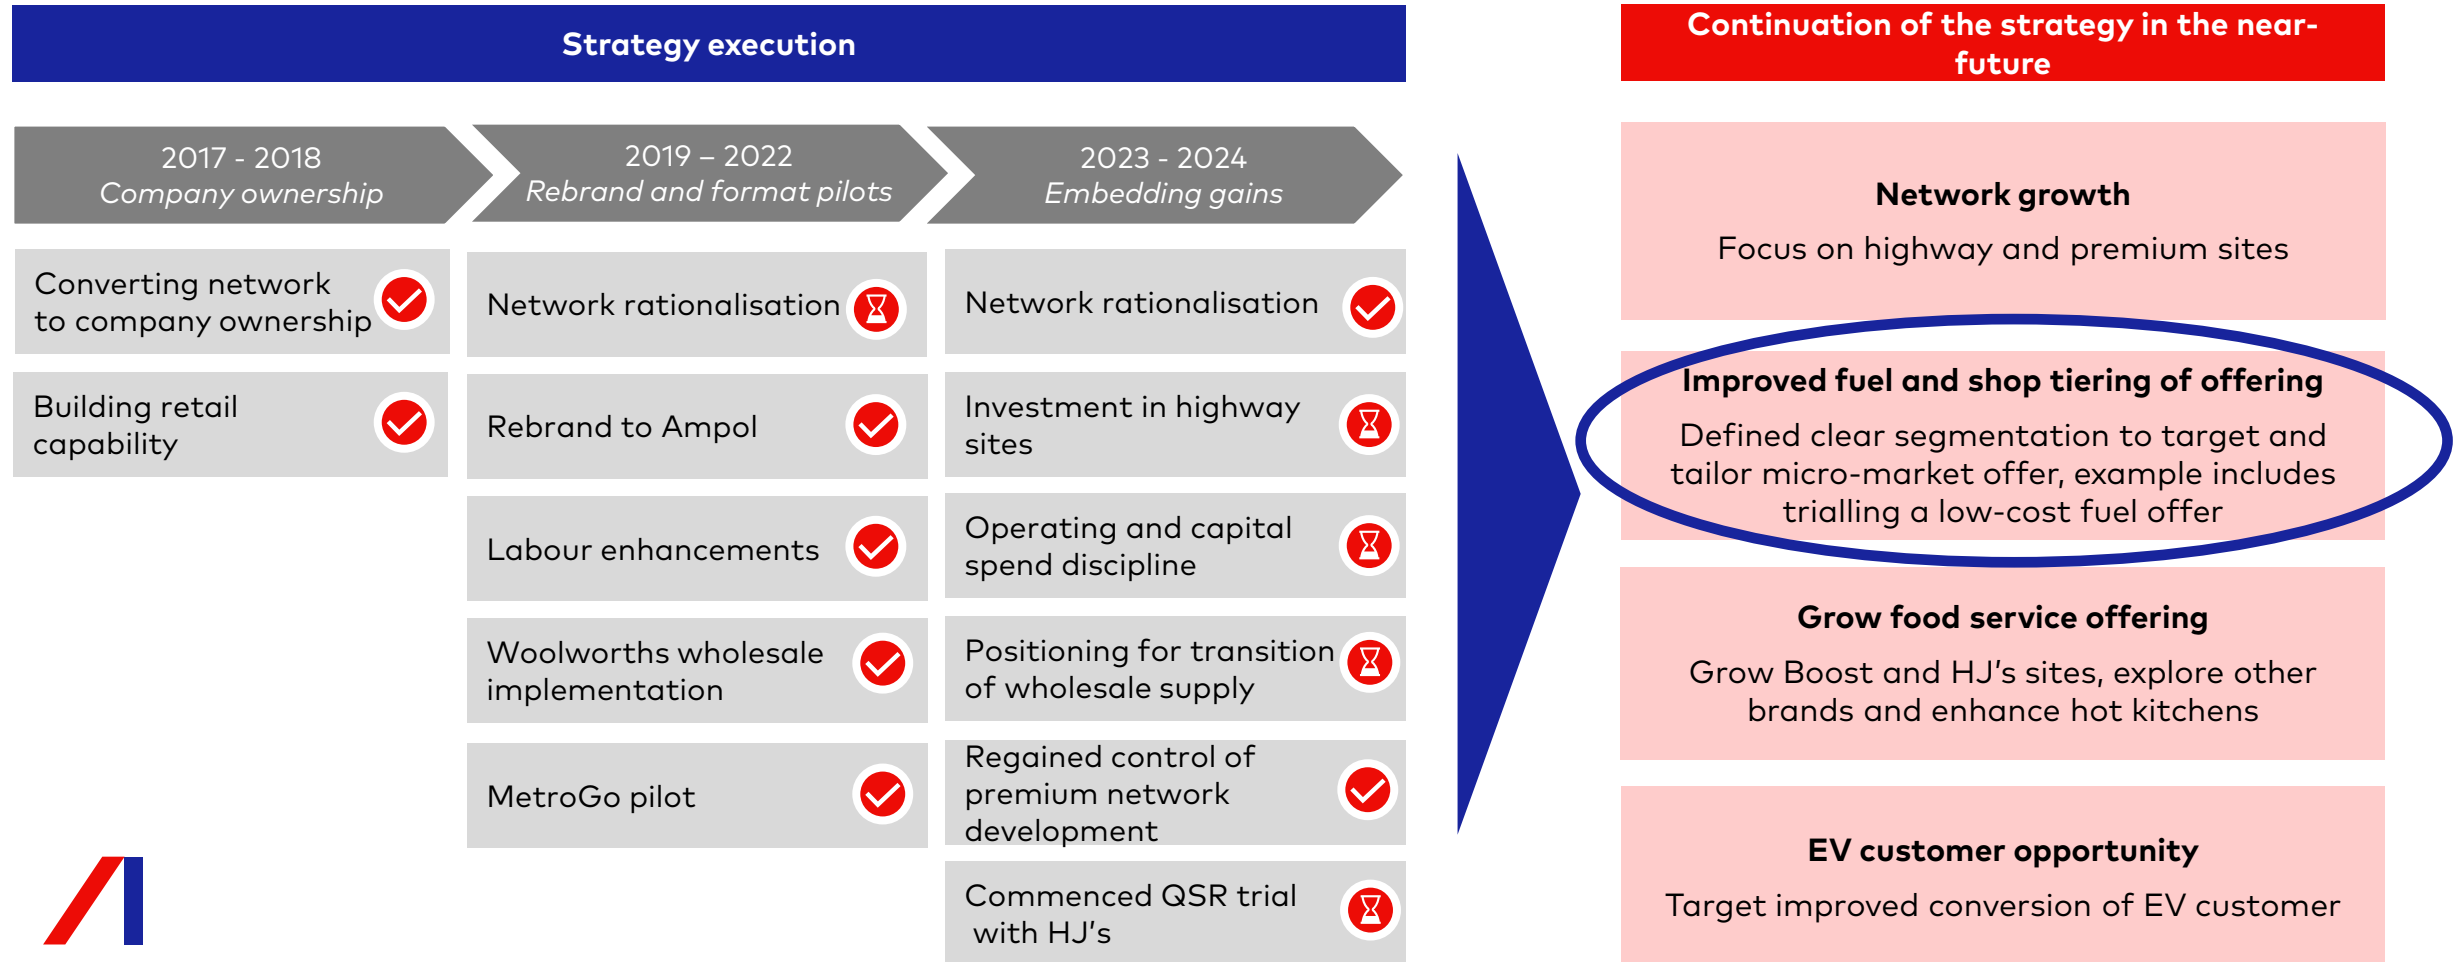 Strategy execution
2017 - 2018
Company ownership
2019 – 2022
Rebrand and format pilots
2023 - 2024
Embedding gains
Converting network
to company ownership
Building retail
capability
Network rationalisation
Rebrand to Ampol
Labour enhancements
Woolworths wholesale
implementation
MetroGo pilot
Network rationalisation
Investment in highway
sites
Operating and capital
spend discipline
Positioning for transition
of wholesale supply
Regained control of
premium network
development
Commenced QSR trial
with HJ's
Continuation of the strategy in the near-
future
Network growth
Focus on highway and premium sites
Improved fuel and shop tiering of offering
Defined clear segmentation to target and
tailor micro-market offer, example includes
trialling a low-cost fuel offer
Grow food service offering
Grow Boost and HJ's sites, explore other
brands and enhance hot kitchens
EV customer opportunity
Target improved conversion of EV customer